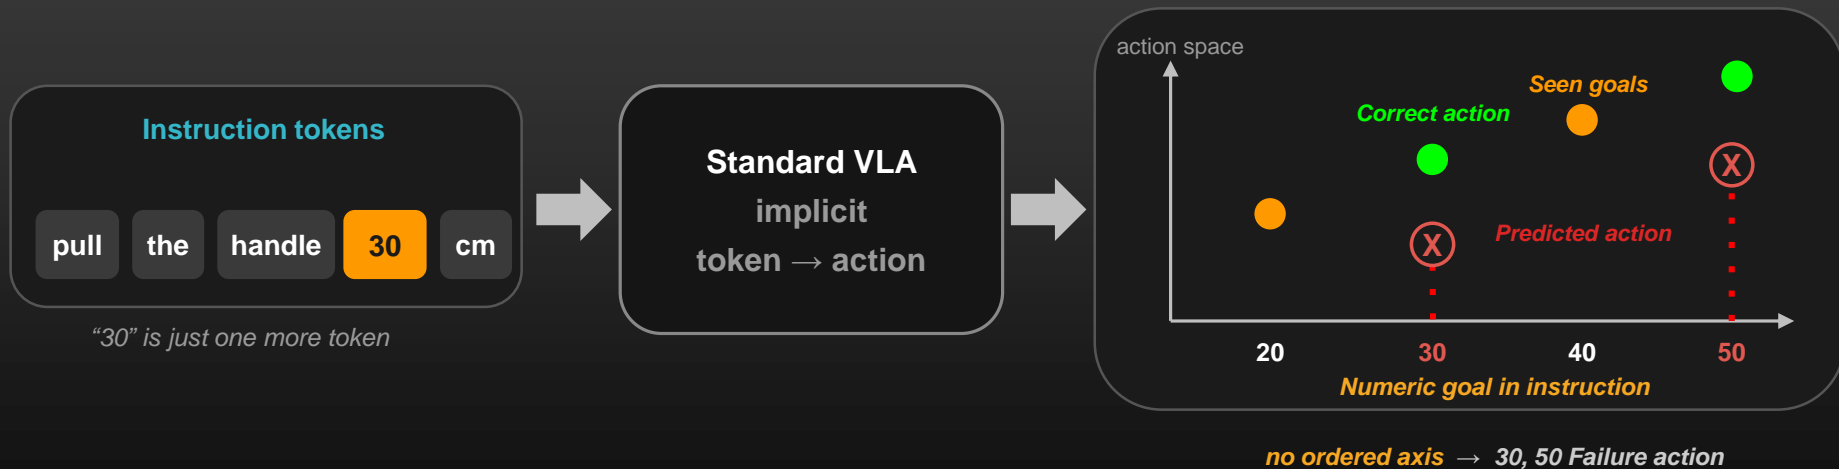 Instruction tokens
pull the handle 30 cm
“30” is just one more token
Standard VLA
implicit
token → action
action space
Seen goals
Correct action
X
X
Predicted action
20 30 40 50
Numeric goal in instruction
no ordered axis → 30, 50 Failure action